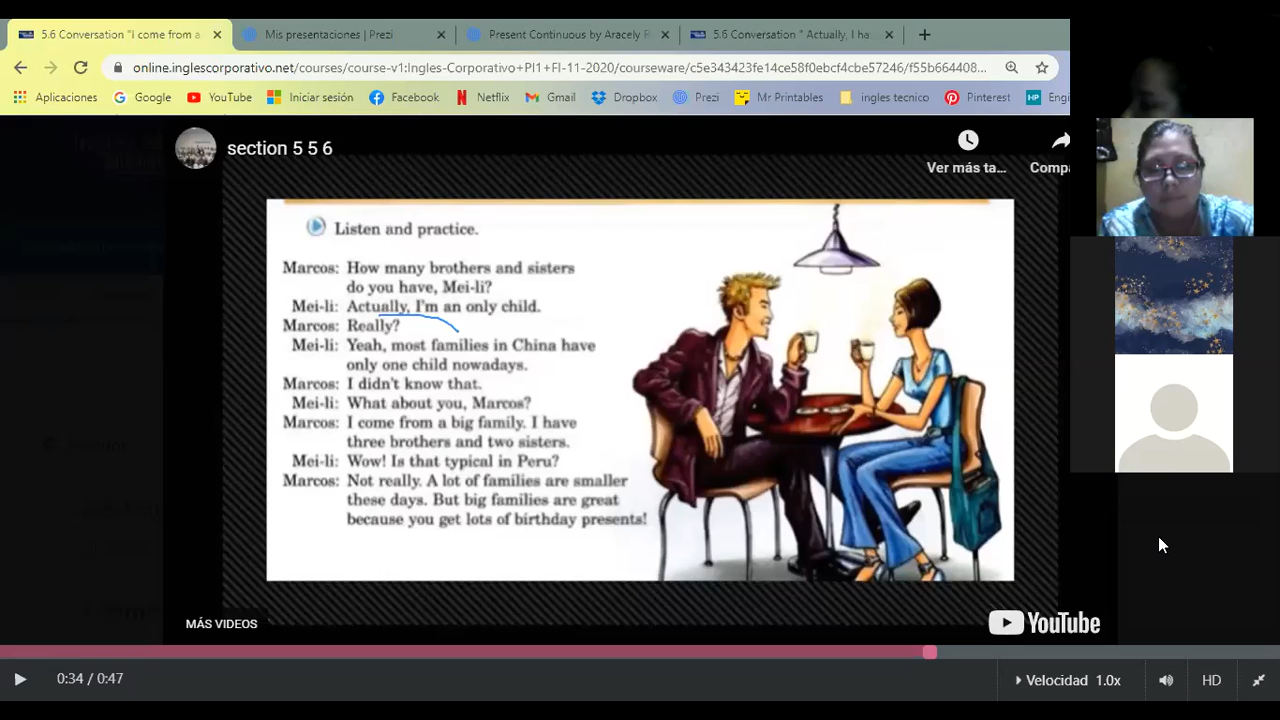 5.6 Conversation "I come from a
Mis presentaciones | Prezi
Present Continuous by Aracely R
5.6 Conversation " Actually, I ha
online.inglescorporativo.net/courses/course-v1:Ingles-Corporativo+PI1+FI-11-2020/courseware/c5e343423fe14ce58f0ebcf4cbe57246/f55b664408...
Aplicaciones
Google
YouTube
Iniciar sesión
Facebook
Netflix
Gmail
Dropbox
Prezi
Mr Printables
ingles tecnico
Pinterest
HP
Engl
section 5 5 6
Ver más ta...
Compa
Listen and practice.
Marcos: How many brothers and sisters
do you have, Mei-li?
Mei-li: Actually, I'm an only child.
Marcos: Really?
Mei-li: Yeah, most families in China have
only one child nowadays.
Marcos: I didn't know that.
Mei-li: What about you, Marcos?
Marcos: I come from a big family. I have
three brothers and two sisters.
Mei-li: Wow! Is that typical in Peru?
Marcos: Not really. A lot of families are smaller
these days. But big families are great
because you get lots of birthday presents!
MÁS VIDEOS
YouTube
0:34 / 0:47
Velocidad 1.0x
HD